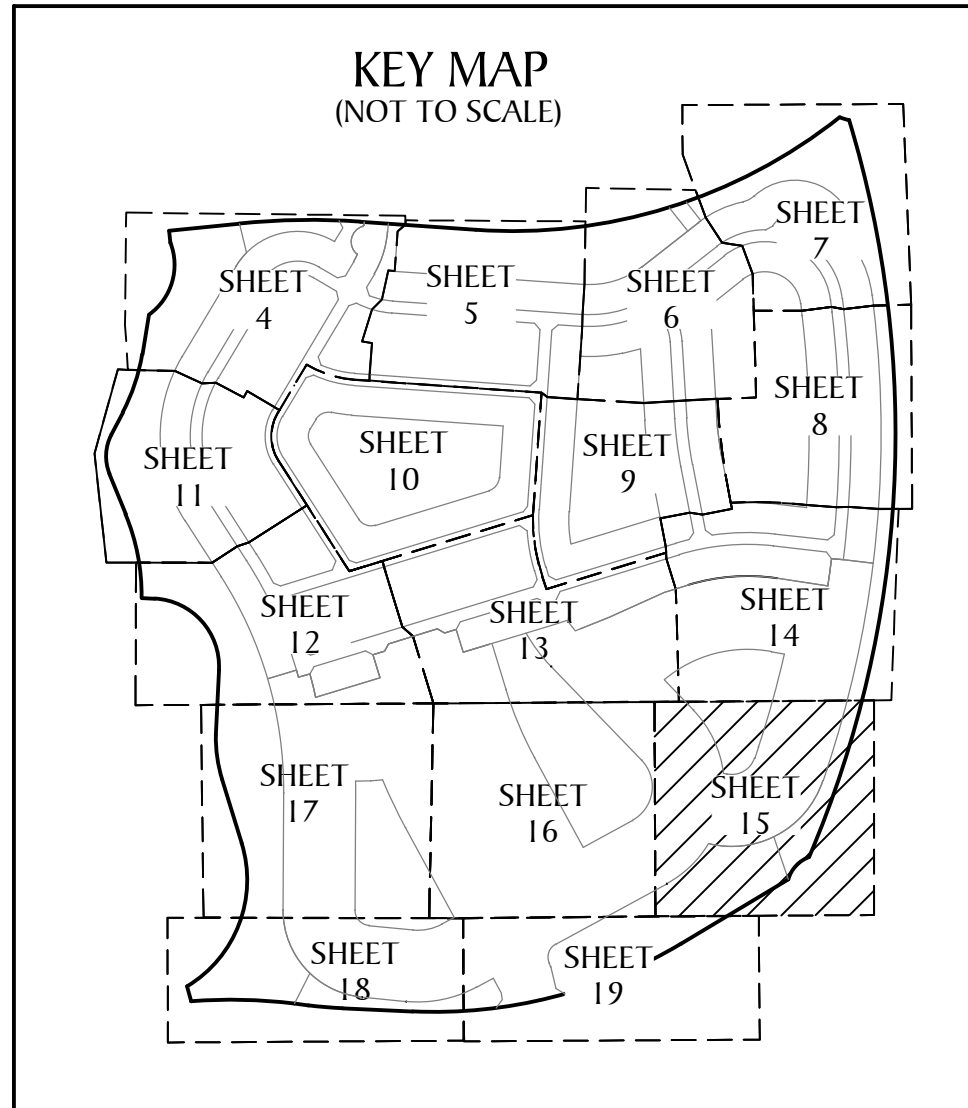 KEY MAP
(NOT TO SCALE)
SHEET
7
SHEET
4
SHEET
5
SHEET
6
SHEET
8
SHEET
11
SHEET
10
SHEET
9
SHEET
12
SHEET
13
SHEET
14
SHEET
17
SHEET
16
SHEET
15
SHEET
18
SHEET
19